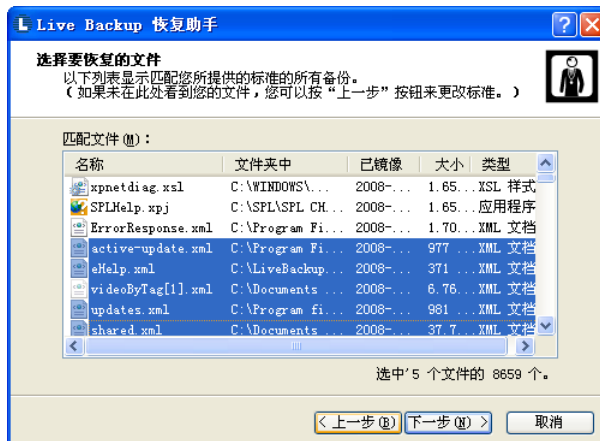 Live Backup 恢复助手
选择要恢复的文件
以下列表显示匹配您所提供的标准的所有备份。
(如果未在此处看到您的文件,您可以按“上一步”按钮来更改标准。)
匹配文件(M):
名称 文件夹中 已镜像 大小 类型
xpnetdiag.xsl C:\WINDOWS\... 2008-... 1.65... XSL 样式
SPLHelp.xpj C:\SPL\SPL CH... 2008-... 1.65... 应用程序
ErrorResponse.xml C:\Program Fi... 2008-... 1.70... XML 文档
active-update.xml C:\Program Fi... 2008-... 977 ... XML 文档
eHelp.xml C:\LiveBackup... 2008-... 371 ... XML 文档
videoByTag[1].xml C:\Documents ... 2008-... 6.76... XML 文档
updates.xml C:\Program fi... 2008-... 981 ... XML 文档
shared.xml C:\Documents ... 2008-... 37.7... XML 文档
选中'5 个文件的 8659 个。
< 上一步(B) 下一步(N) > 取消